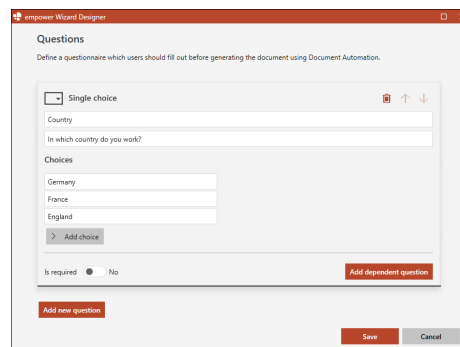 empower Wizard Designer
Questions
Define a questionnaire which users should fill out before generating the document using Document Automation.
Single choice
Country
In which country do you work?
Choices
Germany
France
England
Add choice
Is required No
Add dependent question
Add new question
Save Cancel